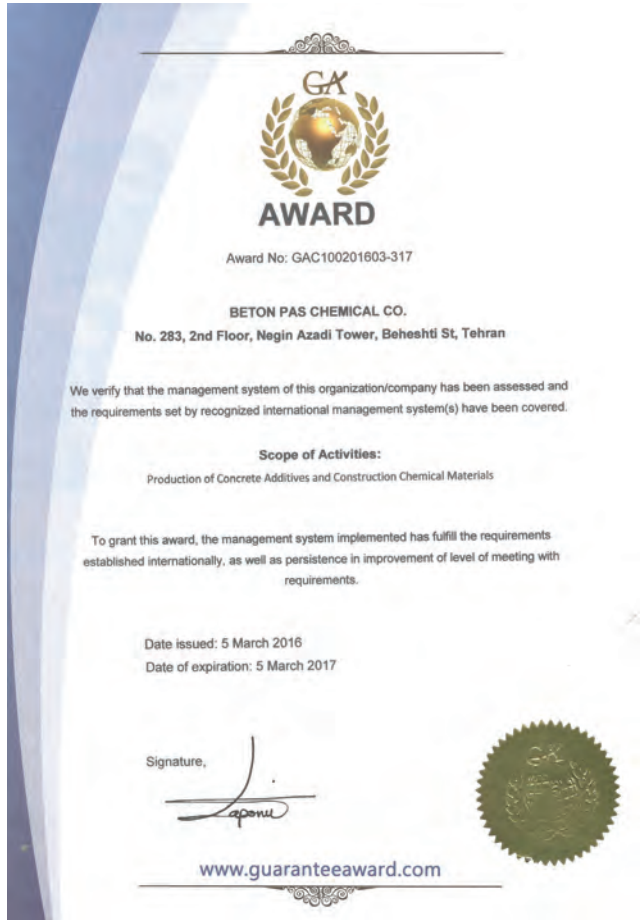 GA
AWARD
Award No: GAC100201603-317
BETON PAS CHEMICAL CO.
No. 283, 2nd Floor, Negin Azadi Tower, Beheshti St, Tehran
We verify that the management system of this organization/company has been assessed and
the requirements set by recognized international management system(s) have been covered.
Scope of Activities:
Production of Concrete Additives and Construction Chemical Materials
To grant this award, the management system implemented has fulfill the requirements
established internationally, as well as persistence in improvement of level of meeting with
requirements.
Date issued: 5 March 2016
Date of expiration: 5 March 2017
Signature,
www.guaranteeaward.com
GA